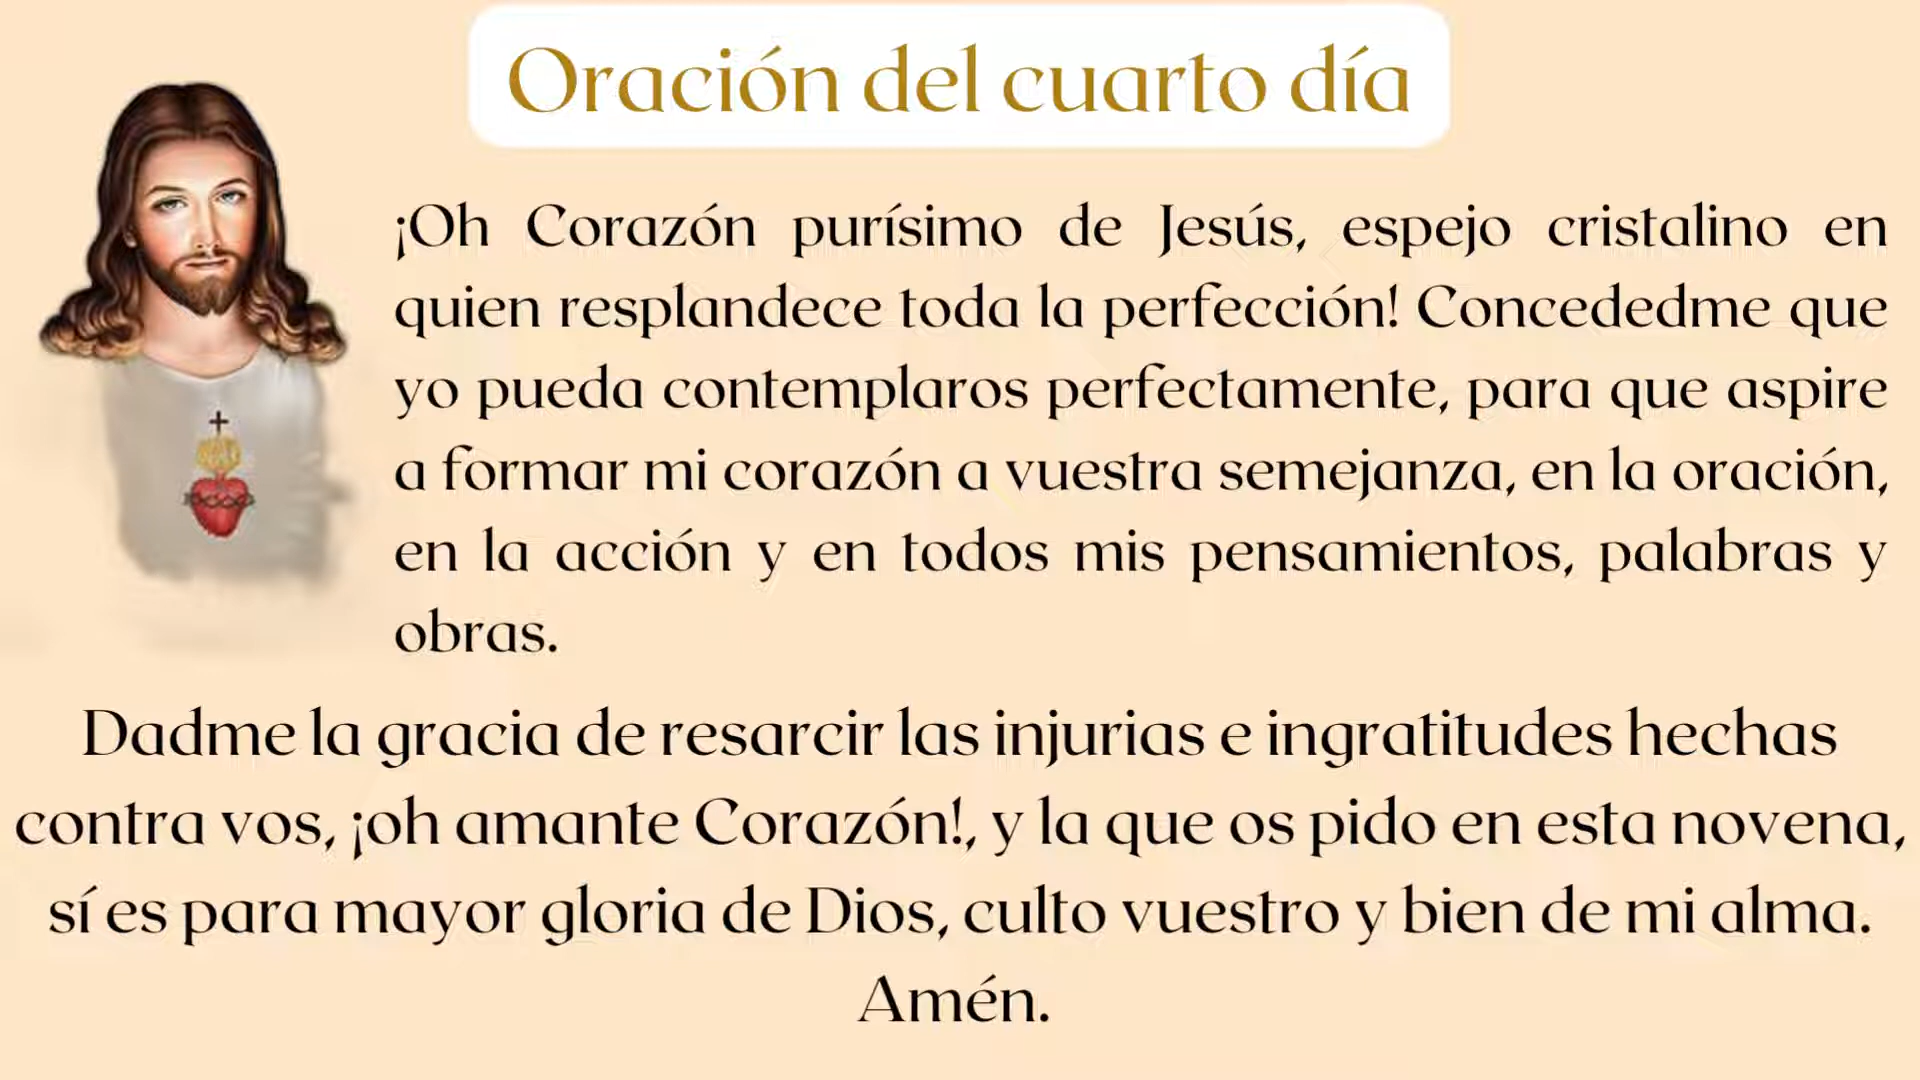 Oración del cuarto día
¡Oh Corazón purísimo de Jesús, espejo cristalino en
quien resplandece toda la perfección! Concededme que
yo pueda contemplaros perfectamente, para que aspire
a formar mi corazón a vuestra semejanza, en la oración,
en la acción y en todos mis pensamientos, palabras y
obras.
Dadme la gracia de resarcir las injurias e ingratitudes hechas
contra vos, ¡oh amante Corazón!, y la que os pido en esta novena,
sí es para mayor gloria de Dios, culto vuestro y bien de mi alma.
Amén.